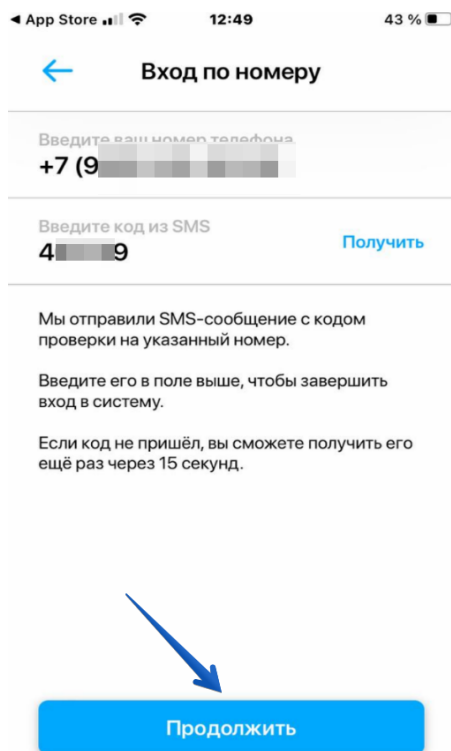 App Store 12:49 43 %
Вход по номеру
Введите ваш номер телефона
+7 (9
Введите код из SMS
4 9
Получить
Мы отправили SMS-сообщение с кодом
проверки на указанный номер.
Введите его в поле выше, чтобы завершить
вход в систему.
Если код не пришёл, вы сможете получить его
ещё раз через 15 секунд.
Продолжить